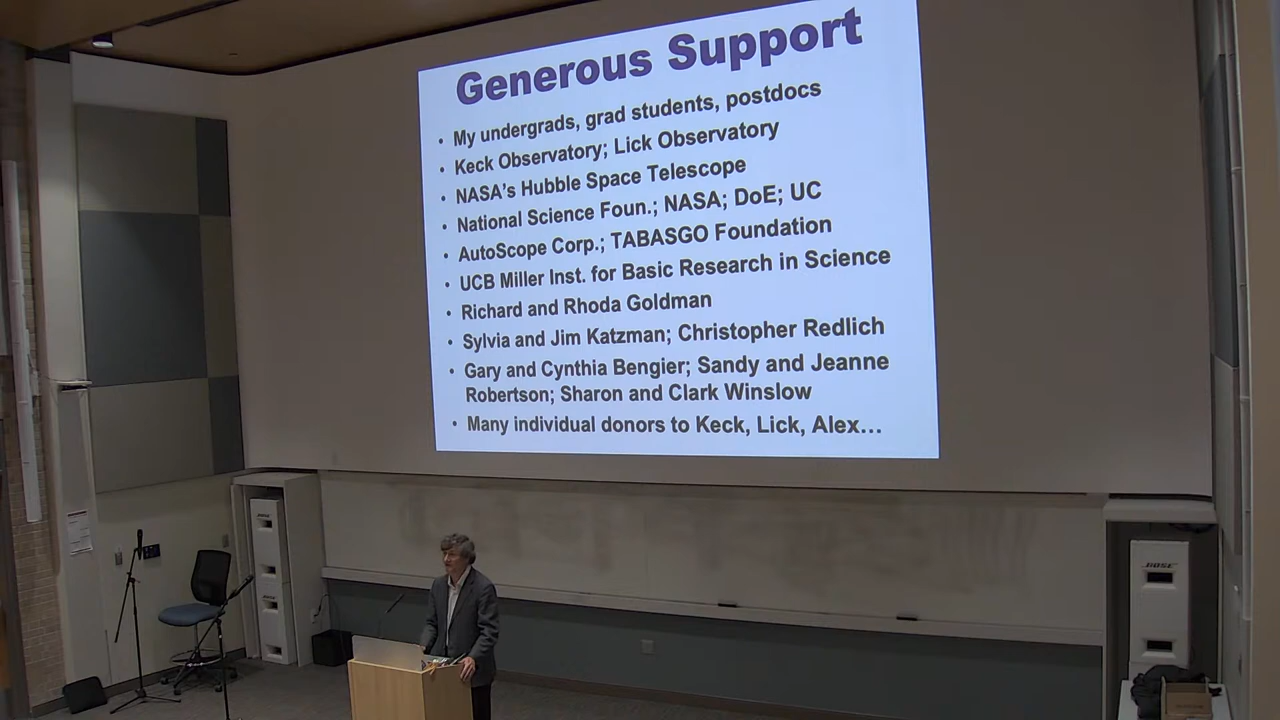 Generous Support
• My undergrads, grad students, postdocs
• Keck Observatory; Lick Observatory
• NASA's Hubble Space Telescope
• National Science Foun.; NASA; DoE; UC
• AutoScope Corp.; TABASGO Foundation
• UCB Miller Inst. for Basic Research in Science
• Richard and Rhoda Goldman
• Sylvia and Jim Katzman; Christopher Redlich
• Gary and Cynthia Bengier; Sandy and Jeanne
Robertson; Sharon and Clark Winslow
• Many individual donors to Keck, Lick, Alex...
BOSE
BOSE